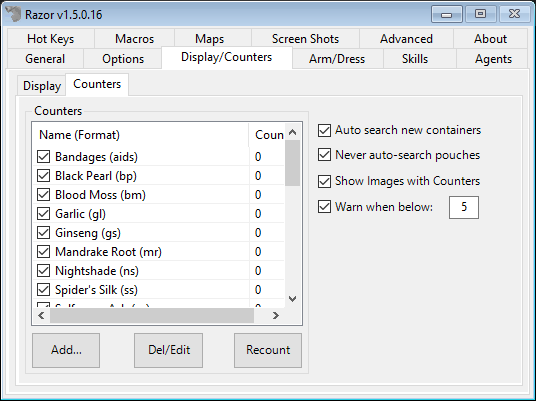 Razor v1.5.0.16
Hot Keys Macros Maps Screen Shots Advanced About
General Options Display/Counters Arm/Dress Skills Agents
Display Counters
Counters
Name (Format) Coun
Bandages (aids) 0
Black Pearl (bp) 0
Blood Moss (bm) 0
Garlic (gl) 0
Ginseng (gs) 0
Mandrake Root (mr) 0
Nightshade (ns) 0
Spider's Silk (ss) 0
Add... Del/Edit Recount
Auto search new containers
Never auto-search pouches
Show Images with Counters
Warn when below: 5